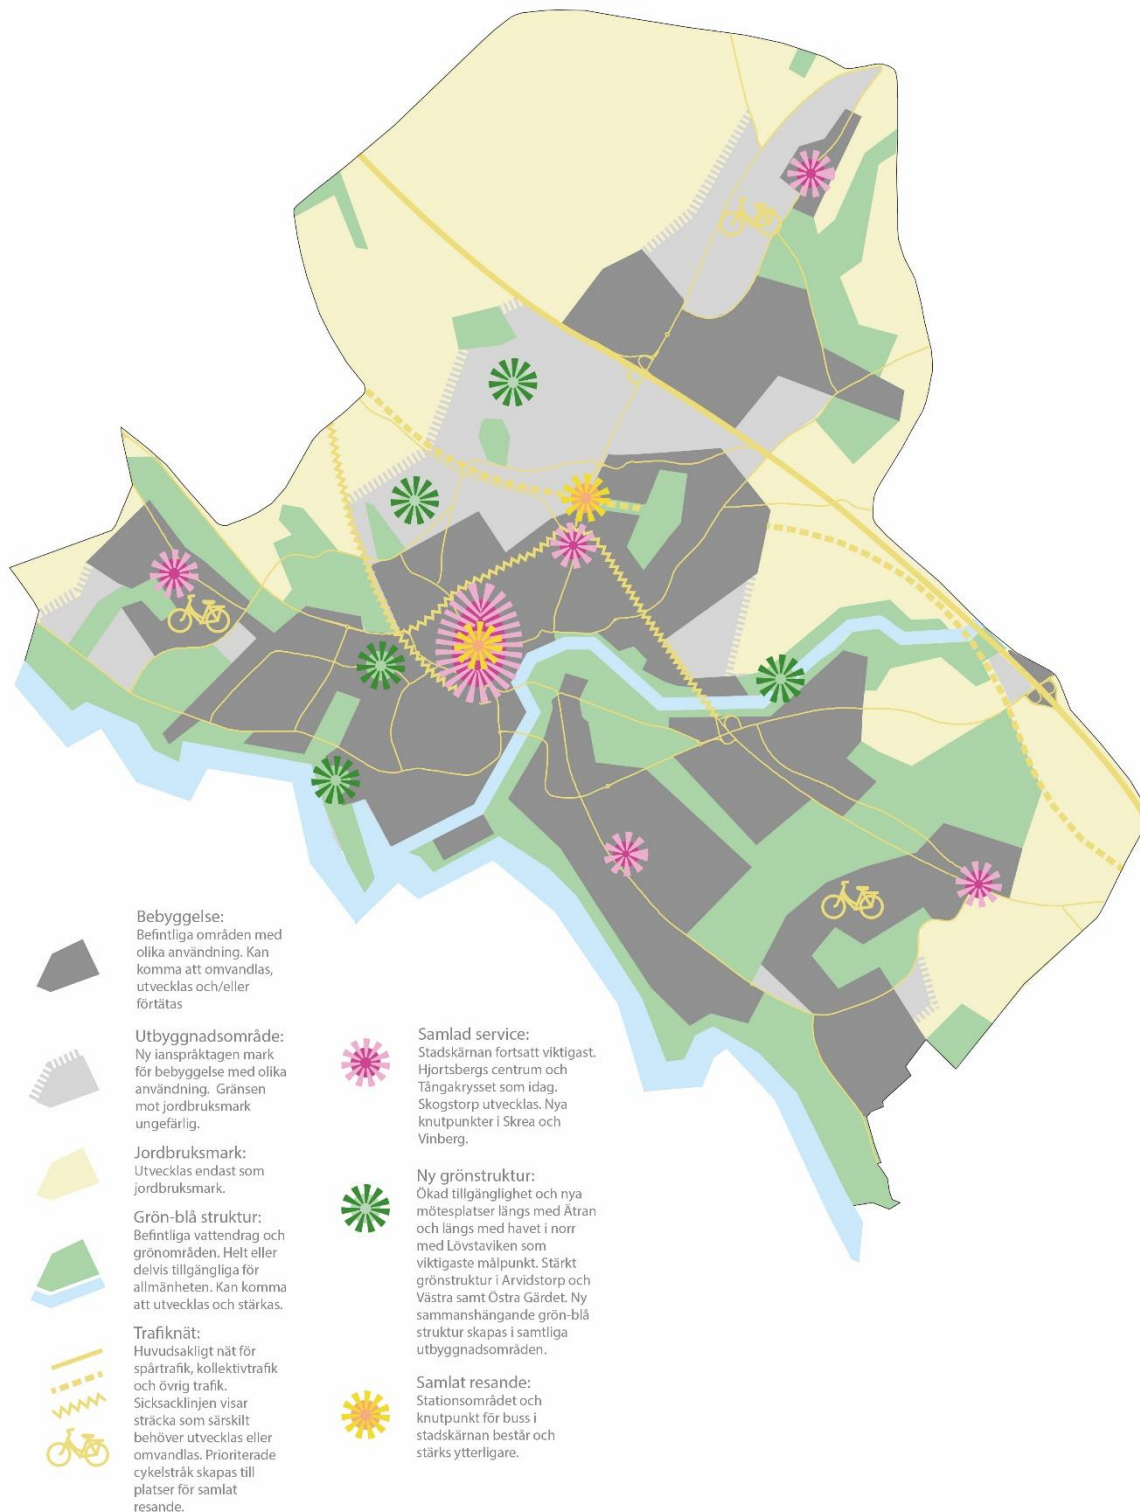 Bebyggelse:
Befintliga områden med
olika användning. Kan
komma att omvandlas,
utvecklas och/eller
förtätas
Utbyggnadsområde:
Ny ianspråktagen mark
för bebyggelse med olika
användning. Gränsen
mot jordbruksmark
ungefärlig.
Jordbruksmark:
Utvecklas endast som
jordbruksmark.
Grön-blå struktur:
Befintliga vattendrag och
grönområden. Helt eller
delvis tillgängliga för
allmänheten. Kan komma
att utvecklas och stärkas.
Trafiknät:
Huvudsakligt nät för
spårtrafik, kollektivtrafik
och övrig trafik.
Sicksacklinjen visar
sträcka som särskilt
behöver utvecklas eller
omvandlas. Prioriterade
cykelstråk skapas till
platser för samlat
resande.
Samlad service:
Stadskärnan fortsatt viktigast.
Hjortsbergs centrum och
Tångakrysset som idag.
Skogstorp utvecklas. Nya
knutpunkter i Skrea och
Vinberg.
Ny grönstruktur:
Ökad tillgänglighet och nya
mötesplatser längs med Ätran
och längs med havet i norr
med Lövstaviken som
viktigaste målpunkt. Stärkt
grönstruktur i Arvidstorp och
Västra samt Östra Gärdet. Ny
sammanshängande grön-blå
struktur skapas i samtliga
utbyggnadsområden.
Samlat resande:
Stationsområdet och
knutpunkt för buss i
stadskärnan består och
stärks ytterligare.